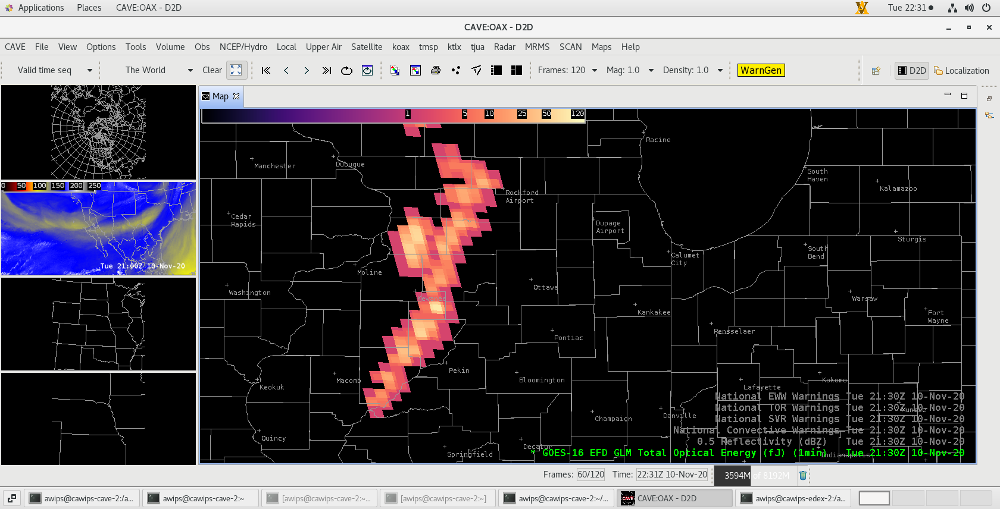 Applications Places CAVE:OAX - D2D Tue 22:31
CAVE:OAX - D2D
CAVE File View Options Tools Volume Obs NCEP/Hydro Local Upper Air Satellite koax tmsp ktlx tjua Radar MRMS SCAN Maps Help
Valid time seq The World Clear Frames: 120 Mag: 1.0 Density: 1.0 WarnGen D2D Localization
Map
1 5 10 25 50 120
0 50 100 150 200 250
Tue 21:00Z 10-Nov-20
Racine
Manchester
Dubuque
South
Haven
Kalamazoo
Rockford
Airport
Cedar
Rapids
Dupage
Airport
Sturgis
South
Bend
Calumet
City
Moline
Washington
Ottawa
Kewanee
Warsaw
Kankakee
Fort
Wayne
Rensselaer
Pontiac
Pekin
Macomb
Bloomington
Kokomo
Keokuk
Lafayette
National EWW Warnings Tue 21:30Z 10-Nov-20
National TOR Warnings Tue 21:30Z 10-Nov-20
Muncie
Champaign
Danville
National SVR Warnings Tue 21:30Z 10-Nov-20
National Convective Warnings Tue 21:30Z 10-Nov-20
Quincy
0.5 Reflectivity (dBZ) Tue 21:30Z 10-Nov-20
Decatur
Springfield
Indianapolis
* GOES-16 EFD GLM Total Optical Energy (fJ) (1min) Tue 21:30Z 10-Nov-20
Frames: 60/120 Time: 22:31Z 10-Nov-20 3594M of 8192M
awips@cawips-cave-2:/a... awips@cawips-cave-2:~ [awips@cawips-cave-2:~... [awips@cawips-cave-2:~] awips@cawips-cave-2:~/... CAVE CAVE:OAX - D2D awips@cawips-edex-2:/a...